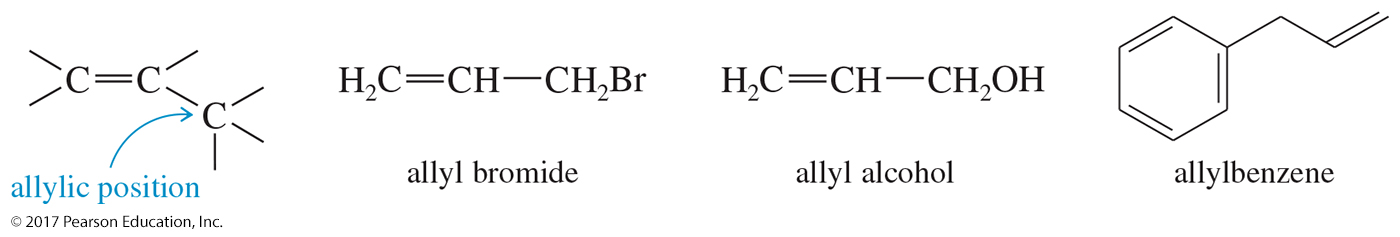 C=C
C
allylic position
© 2017 Pearson Education, Inc.
H₂C=CH—CH₂Br
allyl bromide
H₂C=CH—CH₂OH
allyl alcohol
allylbenzene